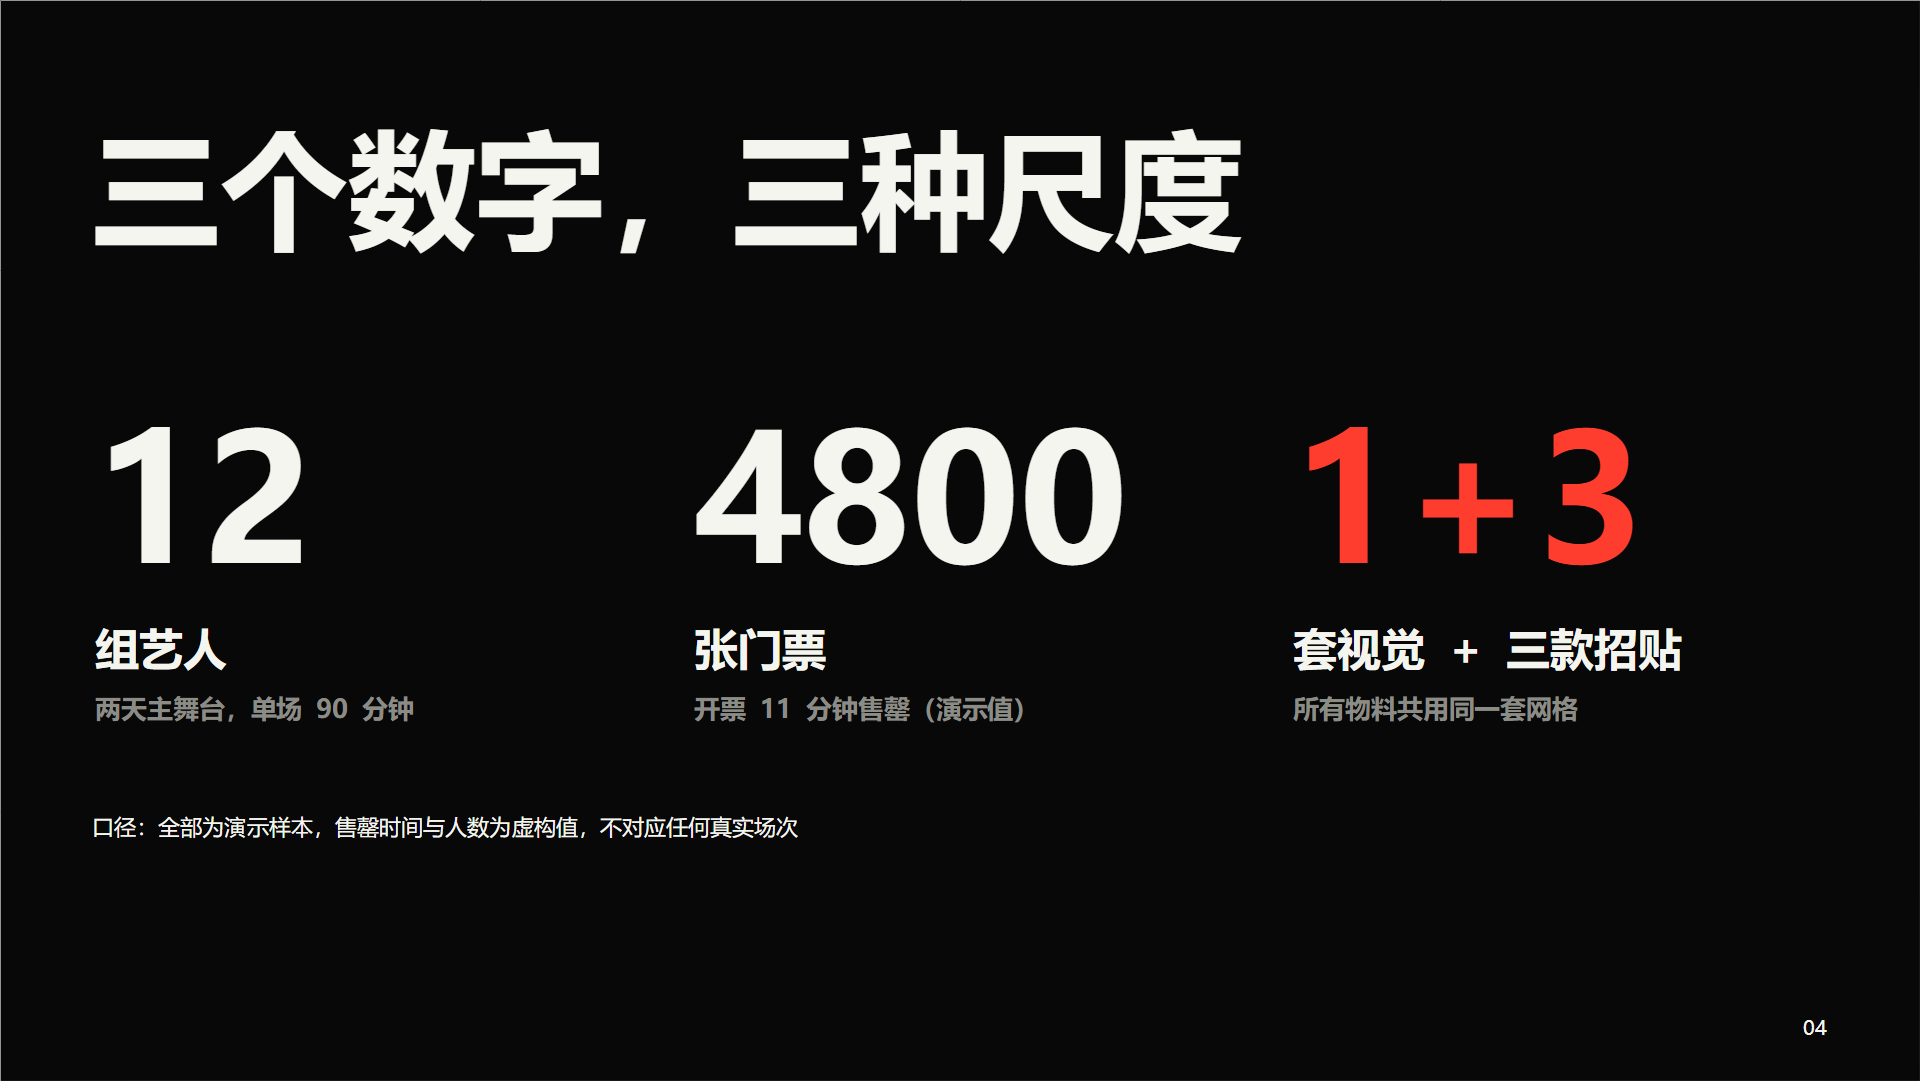 三个数字，三种尺度
12
组艺人
两天主舞台，单场 90 分钟
4800
张门票
开票 11 分钟售罄（演示值）
1+3
套视觉 + 三款招贴
所有物料共用同一套网格
口径：全部为演示样本，售罄时间与人数为虚构值，不对应任何真实场次
04